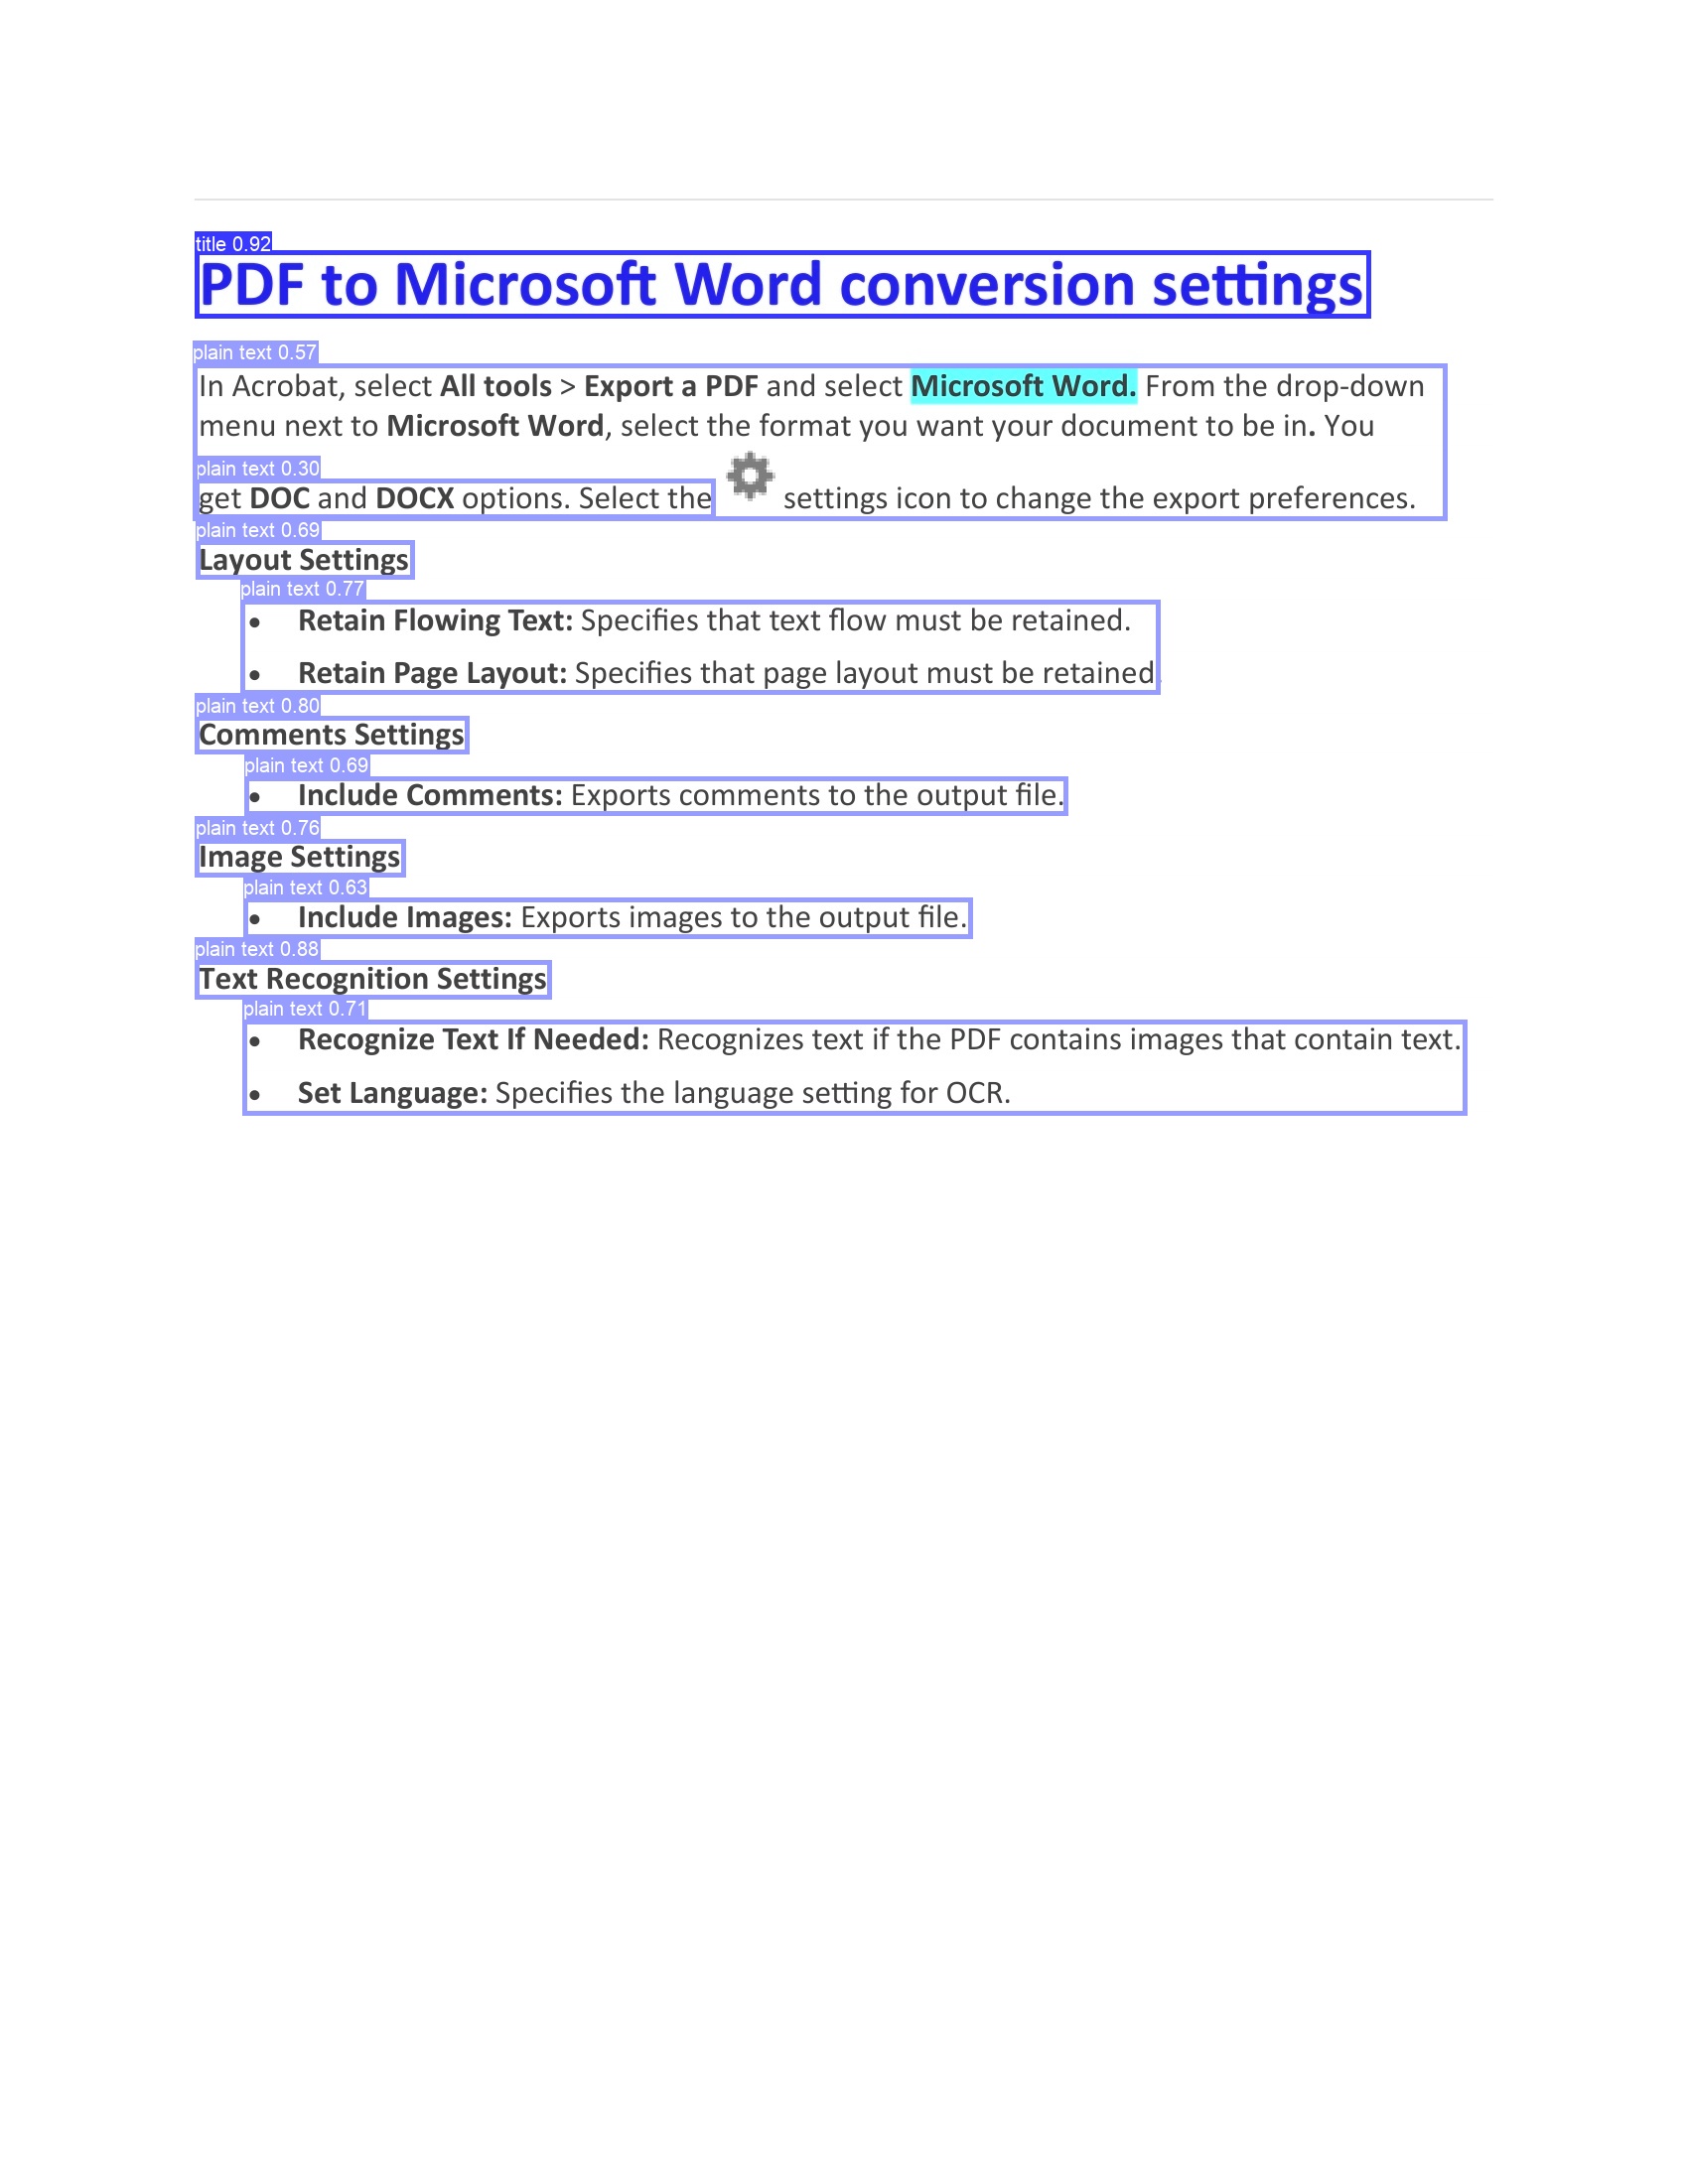 title 0.92
PDF to Microsoft Word conversion settings
plain text 0.57
In Acrobat, select All tools > Export a PDF and select Microsoft Word. From the drop-down
menu next to Microsoft Word, select the format you want your document to be in. You
plain text 0.30
get DOC and DOCX options. Select the settings icon to change the export preferences.
plain text 0.69
Layout Settings
plain text 0.77
• Retain Flowing Text: Specifies that text flow must be retained.
• Retain Page Layout: Specifies that page layout must be retained.
plain text 0.80
Comments Settings
plain text 0.69
• Include Comments: Exports comments to the output file.
plain text 0.76
Image Settings
plain text 0.63
• Include Images: Exports images to the output file.
plain text 0.88
Text Recognition Settings
plain text 0.71
• Recognize Text If Needed: Recognizes text if the PDF contains images that contain text.
• Set Language: Specifies the language setting for OCR.